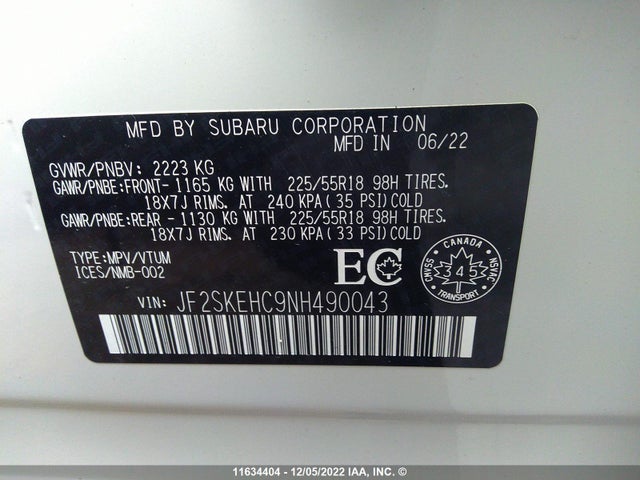 MFD BY SUBARU CORPORATION
MFD IN 06/22
GVWR/PNBV: 2223 KG
GAWR/PNBE:FRONT- 1165 KG WITH 225/55R18 98H TIRES.
18X7J RIMS. AT 240 KPA(35 PSI)COLD
GAWR/PNBE:REAR - 1130 KG WITH 225/55R18 98H TIRES.
18X7J RIMS. AT 230 KPA(33 PSI)COLD
TYPE:MPV/VTUM
ICES/NMB-002
EC
CANADA
CMVSS 345 NSVAC
TRANSPORT
VIN: JF2SKEHC9NH490043
11634404 - 12/05/2022 IAA, INC. ©